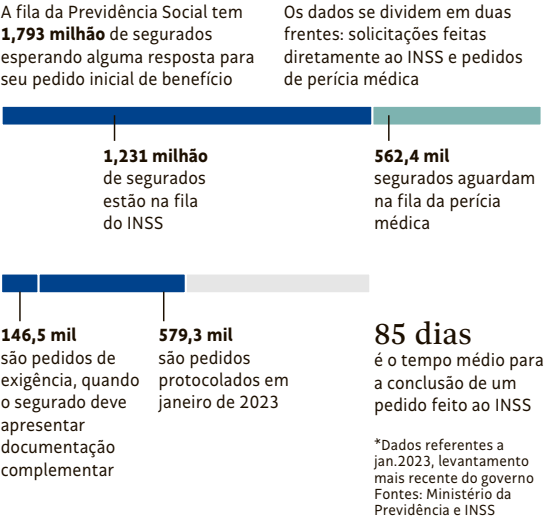 A fila da Previdência Social tem
1,793 milhão de segurados
esperando alguma resposta para
seu pedido inicial de benefício
Os dados se dividem em duas
frentes: solicitações feitas
diretamente ao INSS e pedidos
de perícia médica
1,231 milhão
de segurados
estão na fila
do INSS
562,4 mil
segurados aguardam
na fila da perícia
médica
146,5 mil
são pedidos de
exigência, quando
o segurado deve
apresentar
documentação
complementar
579,3 mil
são pedidos
protocolados em
janeiro de 2023
85 dias
é o tempo médio para
a conclusão de um
pedido feito ao INSS
*Dados referentes a
jan.2023, levantamento
mais recente do governo
Fontes: Ministério da
Previdência e INSS